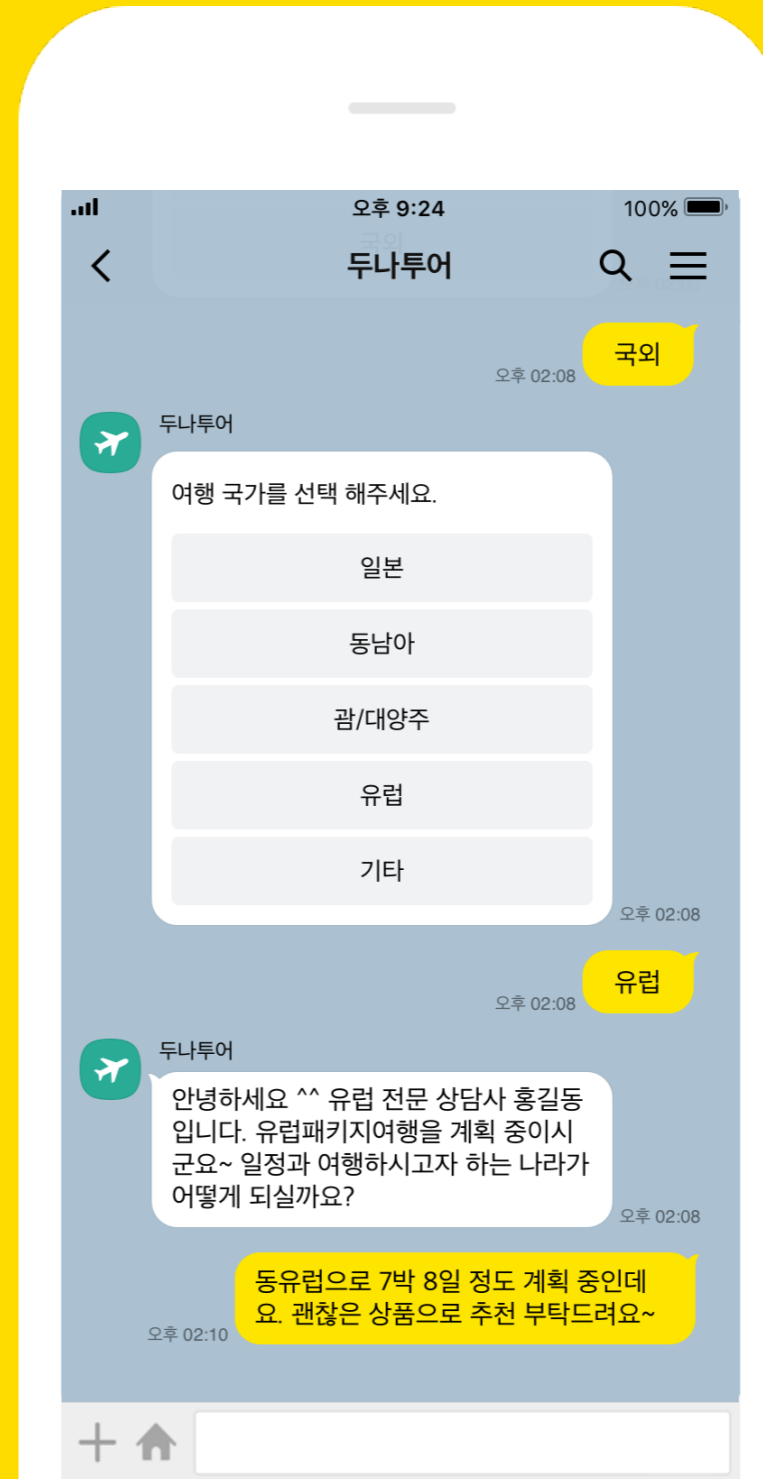 오후 9:24
100%
국외
두나투어
국외
오후 02:08
두나투어
여행 국가를 선택 해주세요.
일본
동남아
괌/대양주
유럽
기타
오후 02:08
유럽
오후 02:08
두나투어
안녕하세요 ^^ 유럽 전문 상담사 홍길동
입니다. 유럽패키지여행을 계획 중이시
군요~ 일정과 여행하시고자 하는 나라가
어떻게 되실까요?
오후 02:08
동유럽으로 7박 8일 정도 계획 중인데
요. 괜찮은 상품으로 추천 부탁드려요~
오후 02:10